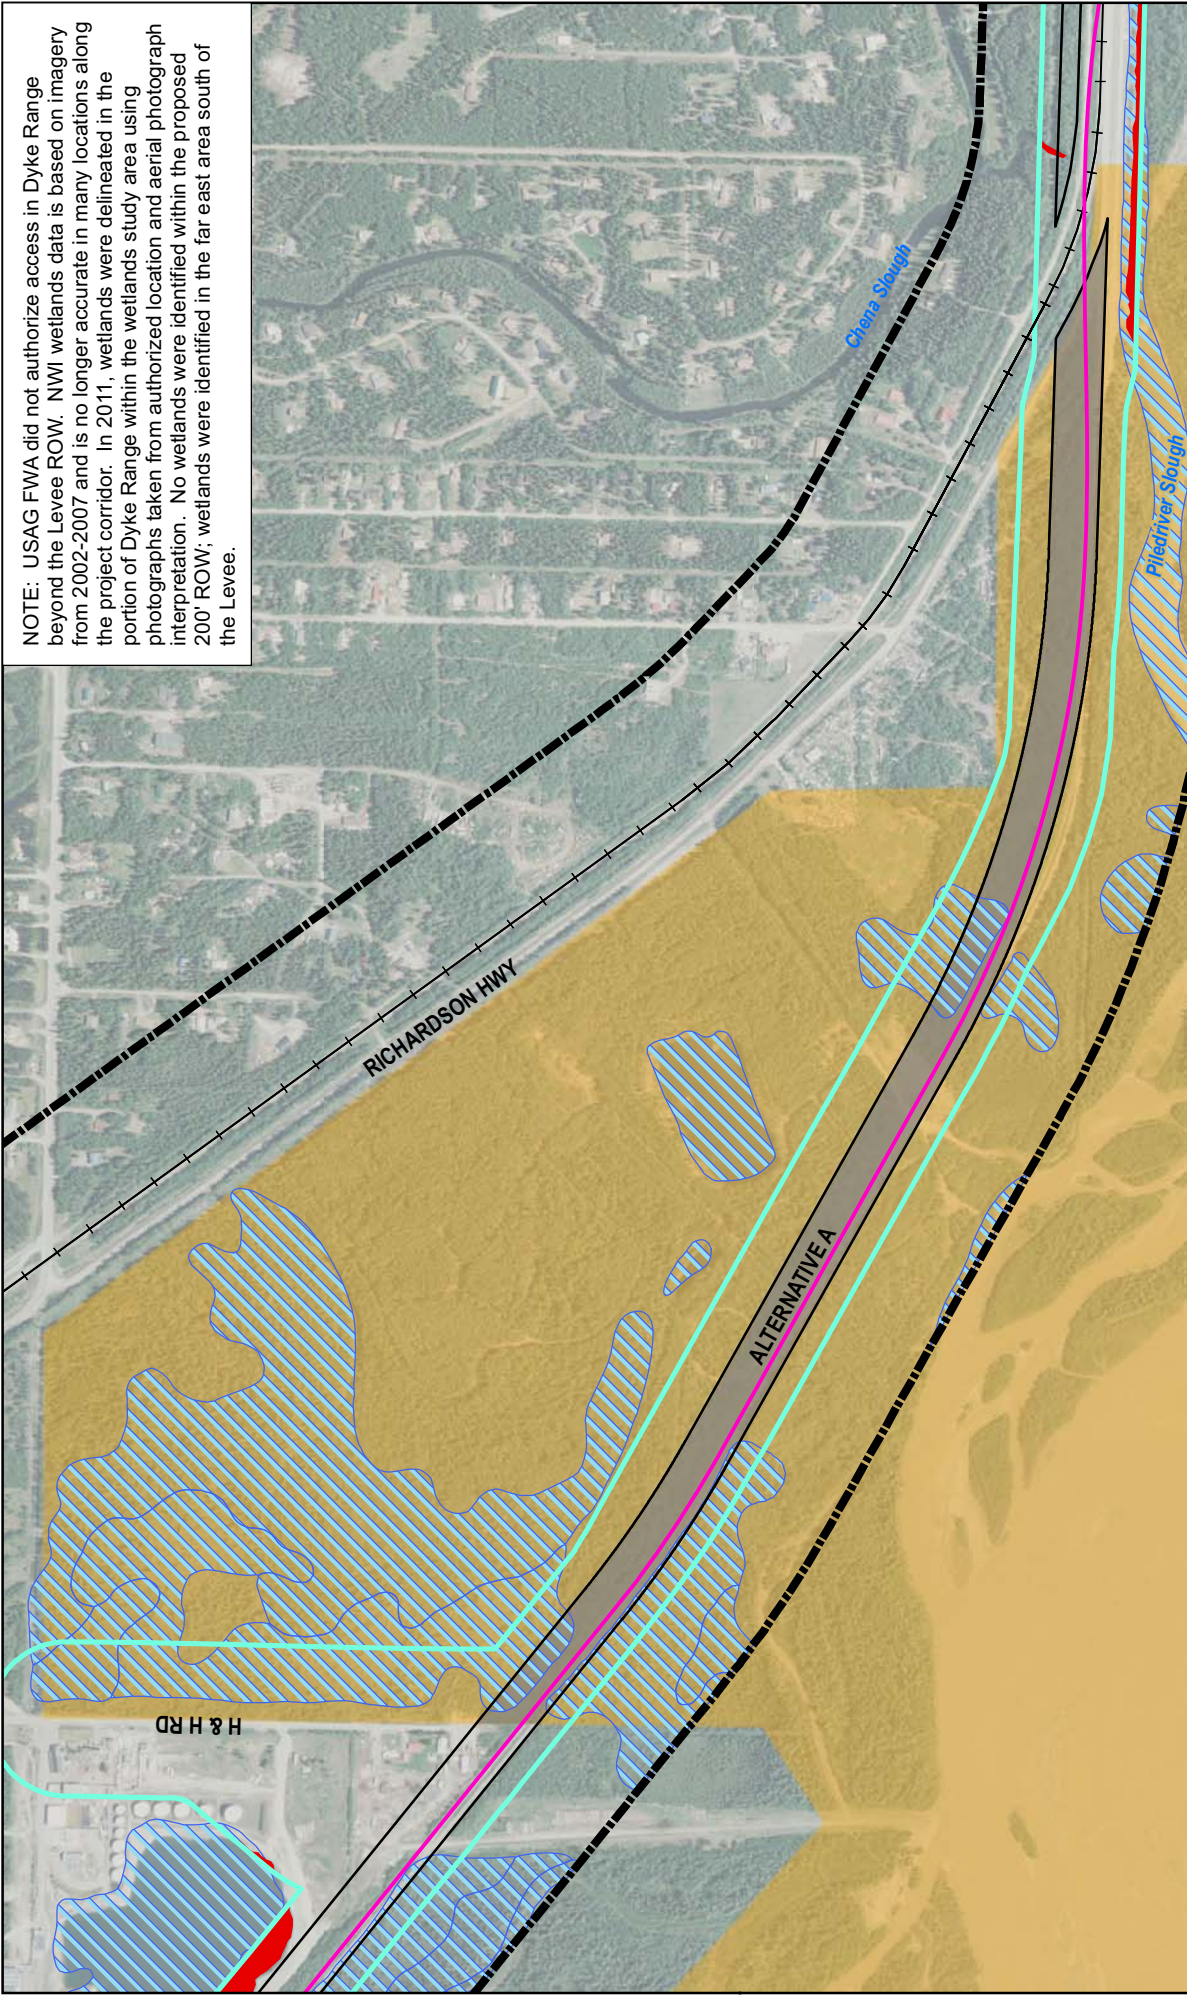 NOTE: USAG FWA did not authorize access in Dyke Range
beyond the Levee ROW. NWI wetlands data is based on imagery
from 2002-2007 and is no longer accurate in many locations along
the project corridor. In 2011, wetlands were delineated in the
portion of Dyke Range within the wetlands study area using
photographs taken from authorized location and aerial photograph
interpretation. No wetlands were identified within the proposed
200' ROW; wetlands were identified in the far east area south of
the Levee.
Chena Slough
Piledriver Slough
RICHARDSON HWY
ALTERNATIVE A
H & H RD